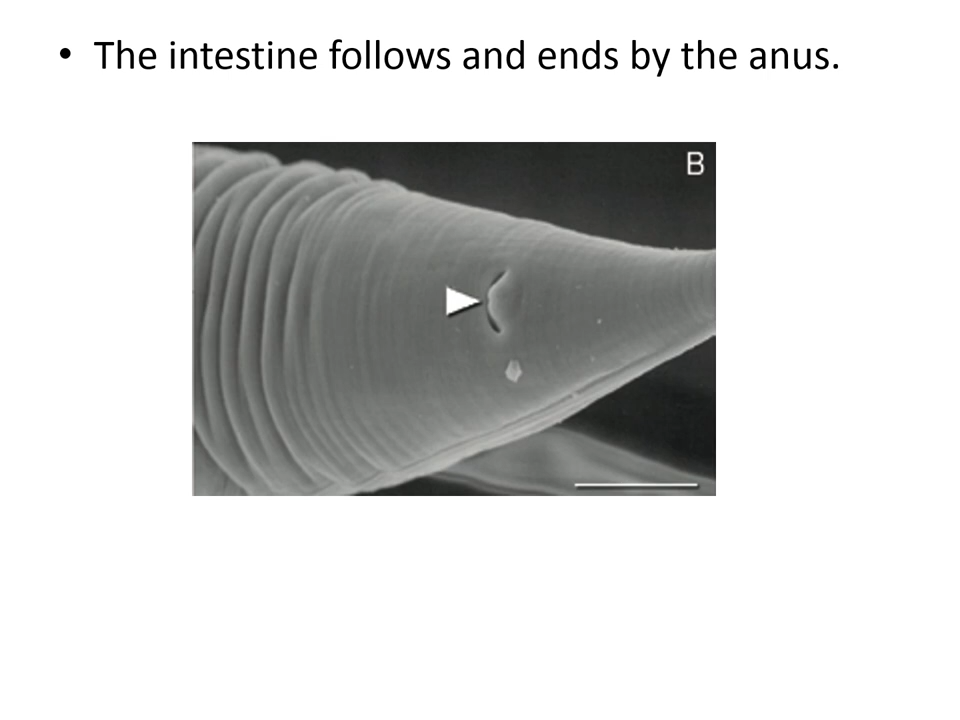 • The intestine follows and ends by the anus.
B